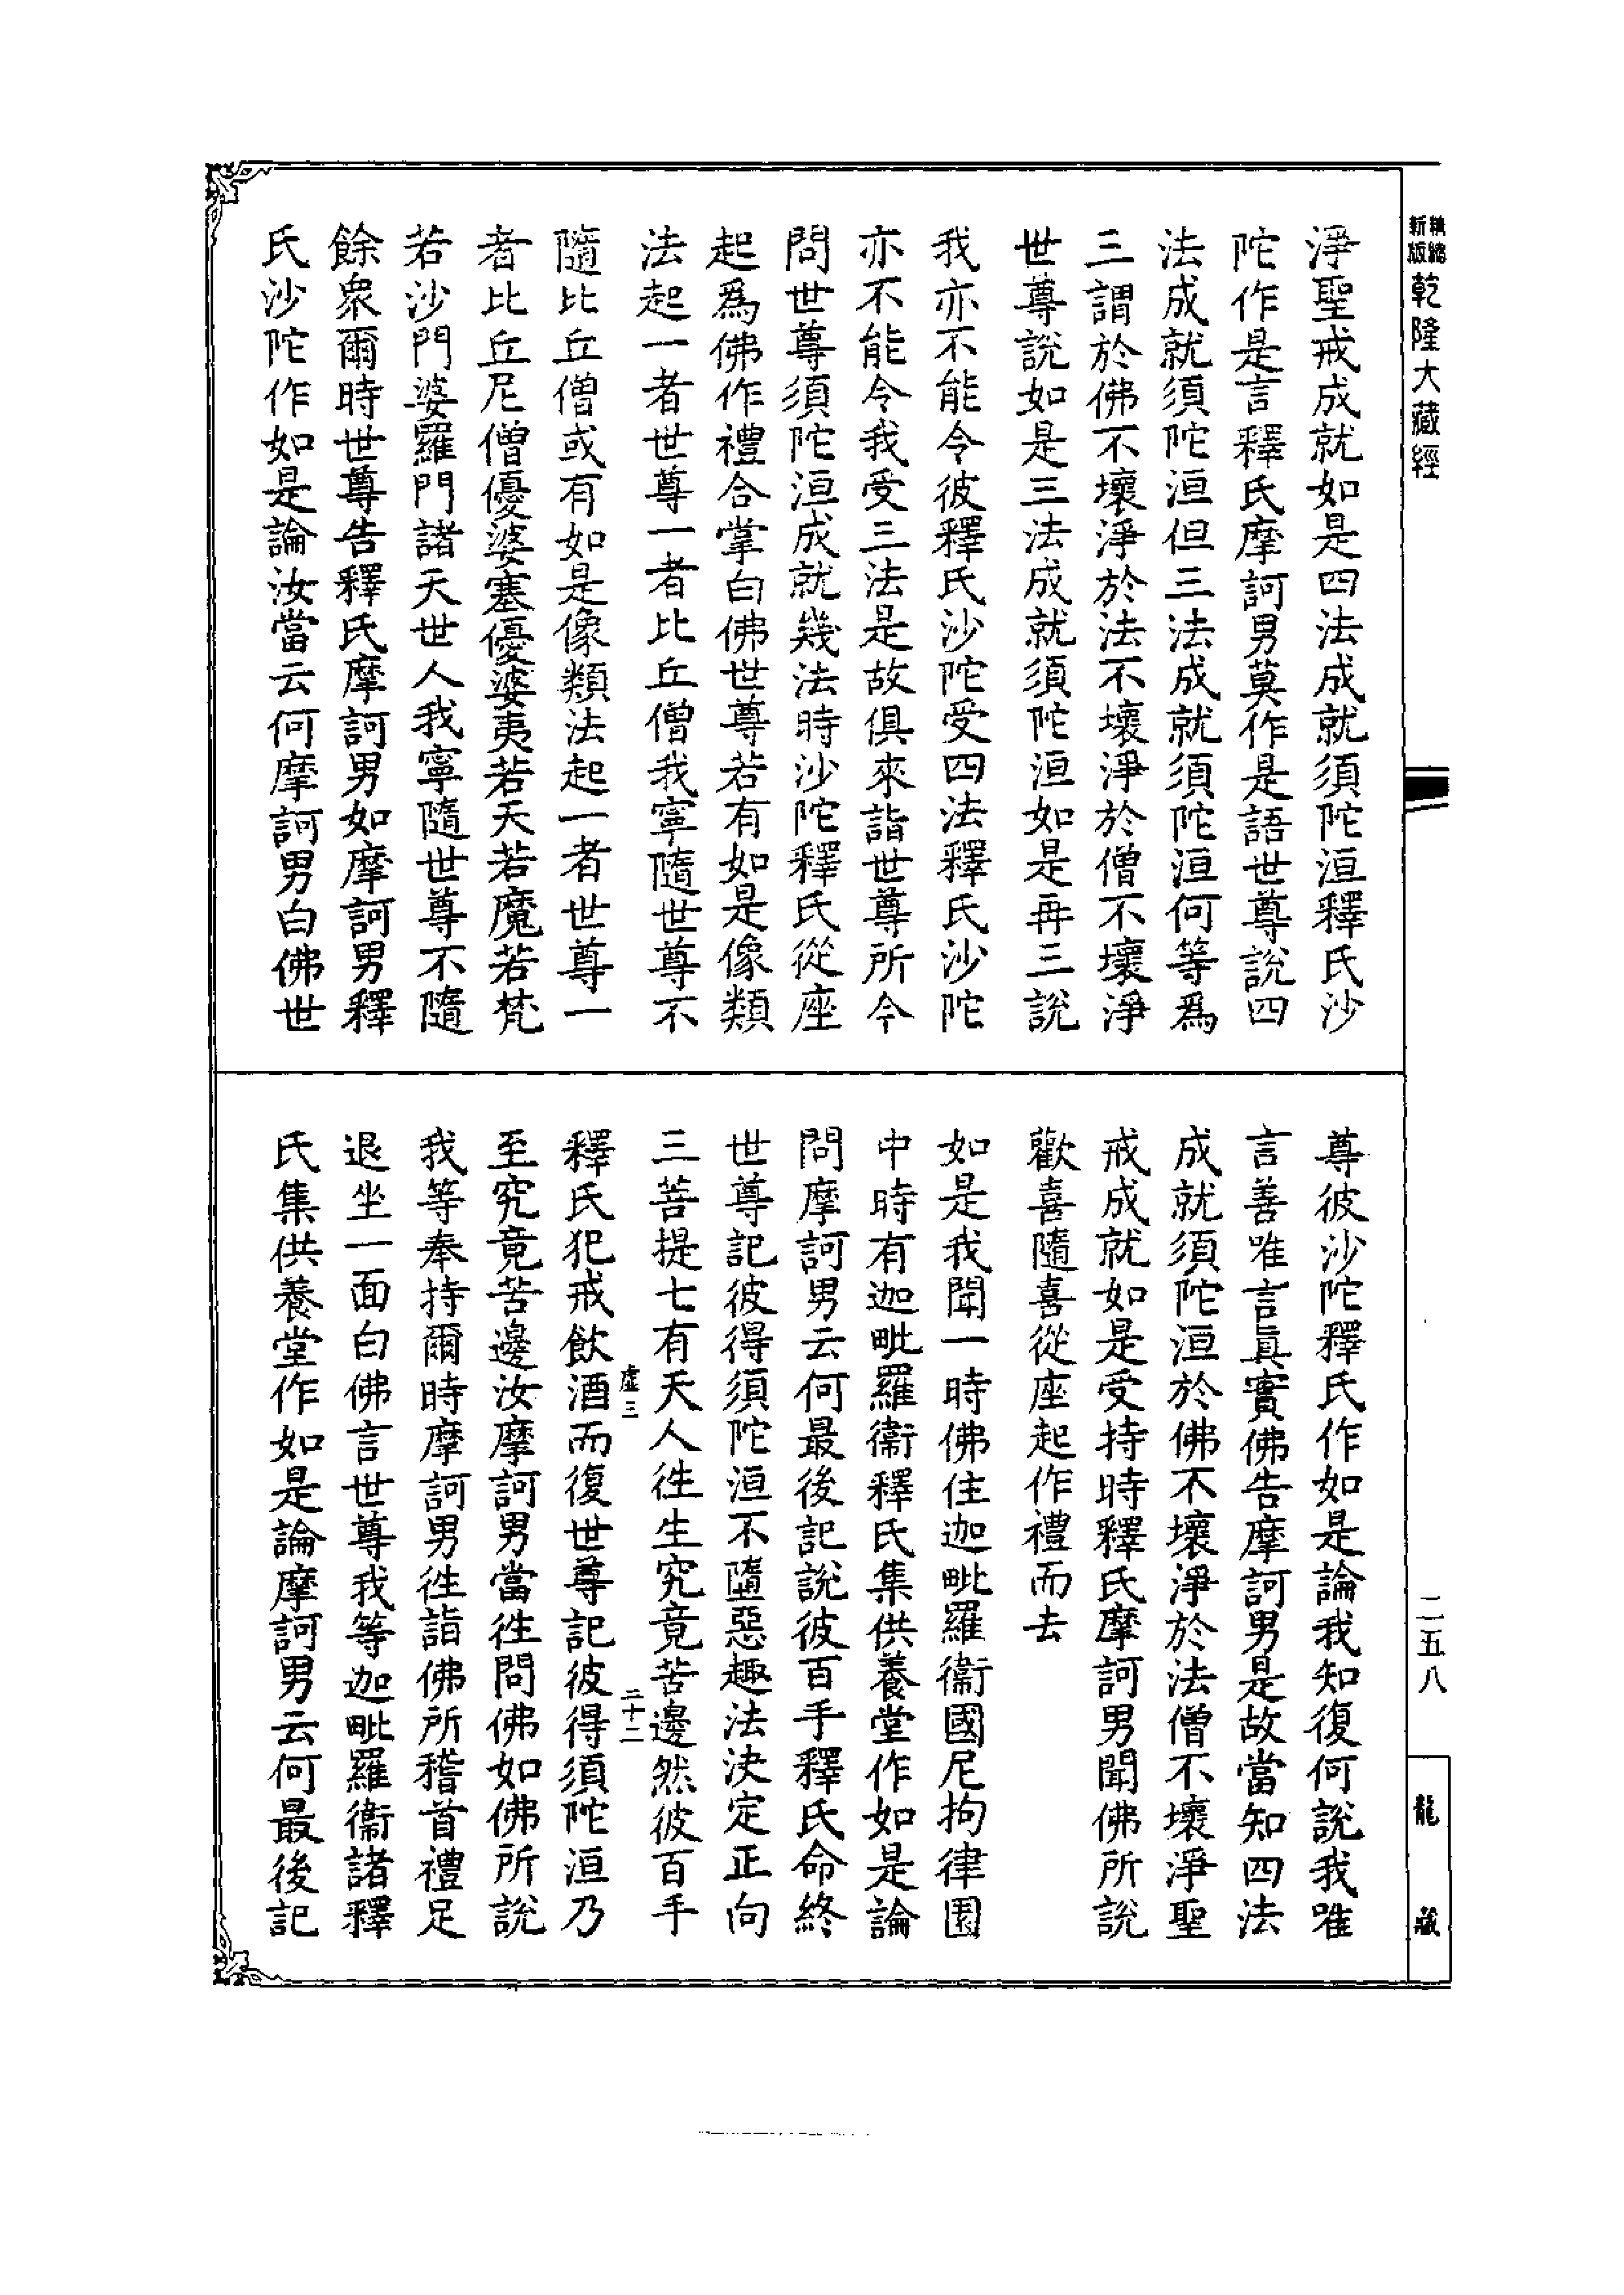 新版精縮
乾隆大藏經
淨聖戒成就如是四法成就須陀洹釋氏沙
陀作是言釋氏摩訶男莫作是語世尊說四
法成就須陀洹但三法成就須陀洹何等為
三謂於佛不壞淨於法不壞淨於僧不壞淨
世尊說如是三法成就須陀洹如是再三說
我亦不能令彼釋氏沙陀受四法釋氏沙陀
亦不能令我受三法是故俱來詣世尊所今
問世尊須陀洹成就幾法時沙陀釋氏從座
起為佛作禮合掌白佛世尊若有如是像類
法起一者世尊一者比丘僧我寧隨世尊不
隨比丘僧或有如是像類法起一者世尊一
者比丘尼僧優婆塞優婆夷若天若魔若梵
若沙門婆羅門諸天世人我寧隨世尊不隨
餘眾爾時世尊告釋氏摩訶男如摩訶男釋
氏沙陀作如是論汝當云何摩訶男白佛世
尊彼沙陀釋氏作如是論我知復何說我唯
言善唯言真實佛告摩訶男是故當知四法
成就須陀洹於佛不壞淨於法僧不壞淨聖
戒成就如是受持時釋氏摩訶男聞佛所說
歡喜隨喜從座起作禮而去
如是我聞一時佛住迦毗羅衞國尼拘律園
中時有迦毗羅衞釋氏集供養堂作如是論
問摩訶男云何最後記說彼百手釋氏命終
世尊記彼得須陀洹不墮惡趣法決定正向
三菩提七有天人徃生究竟苦邊然彼百手
虛三
二十二
釋氏犯戒飲酒而復世尊記彼得須陀洹乃
至究竟苦邊汝摩訶男當徃問佛如佛所說
我等奉持爾時摩訶男徃詣佛所稽首禮足
退坐一面白佛言世尊我等迦毗羅衞諸釋
氏集供養堂作如是論摩訶男云何最後記
二五八
龍藏